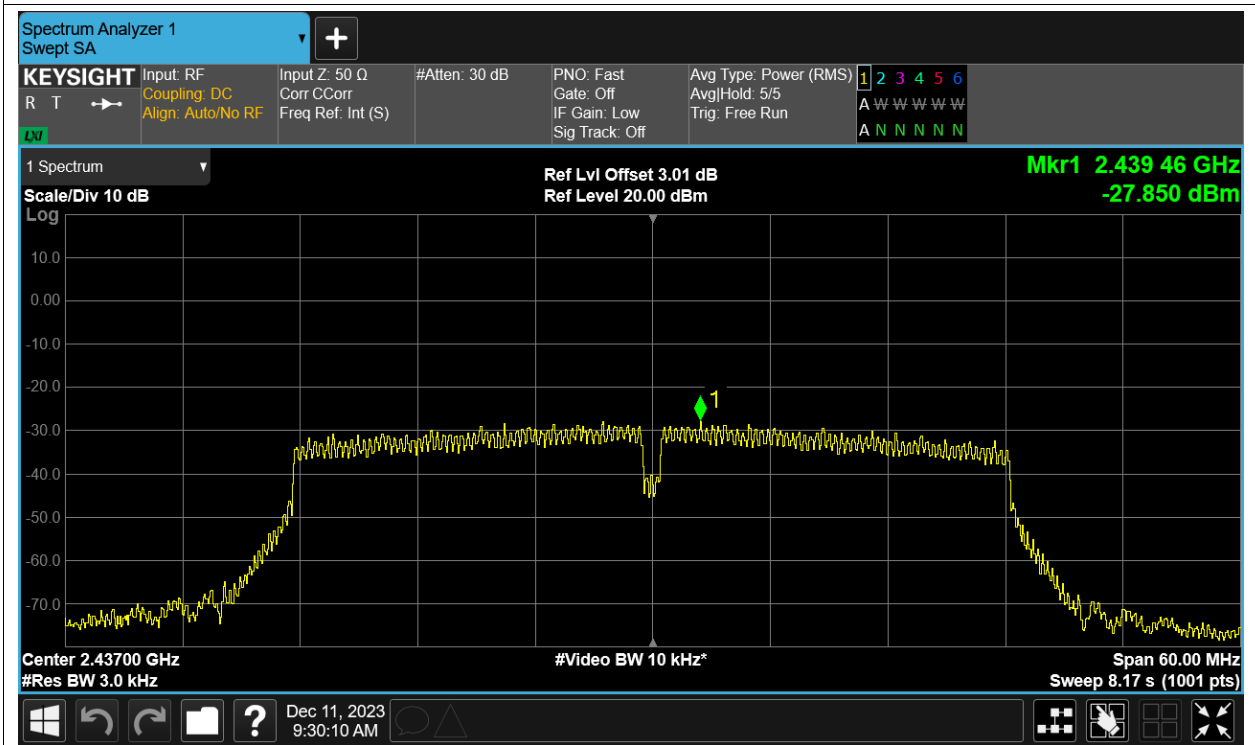 Spectrum Analyzer 1
Swept SA
+
KEYSIGHT
R T
LXI
Input: RF
Coupling: DC
Align: Auto/No RF
Input Z: 50 Ω
Corr CCorr
Freq Ref: Int (S)
#Atten: 30 dB
PNO: Fast
Gate: Off
IF Gain: Low
Sig Track: Off
Avg Type: Power (RMS)
Avg|Hold: 5/5
Trig: Free Run
1 2 3 4 5 6
A W W W W W
A N N N N N
1 Spectrum
Scale/Div 10 dB
Log
Ref Lvl Offset 3.01 dB
Ref Level 20.00 dBm
Mkr1 2.439 46 GHz
-27.850 dBm
10.0
0.00
-10.0
-20.0
1
-30.0
-40.0
-50.0
-60.0
-70.0
Center 2.43700 GHz
#Res BW 3.0 kHz
#Video BW 10 kHz*
Span 60.00 MHz
Sweep 8.17 s (1001 pts)
?
Dec 11, 2023
9:30:10 AM